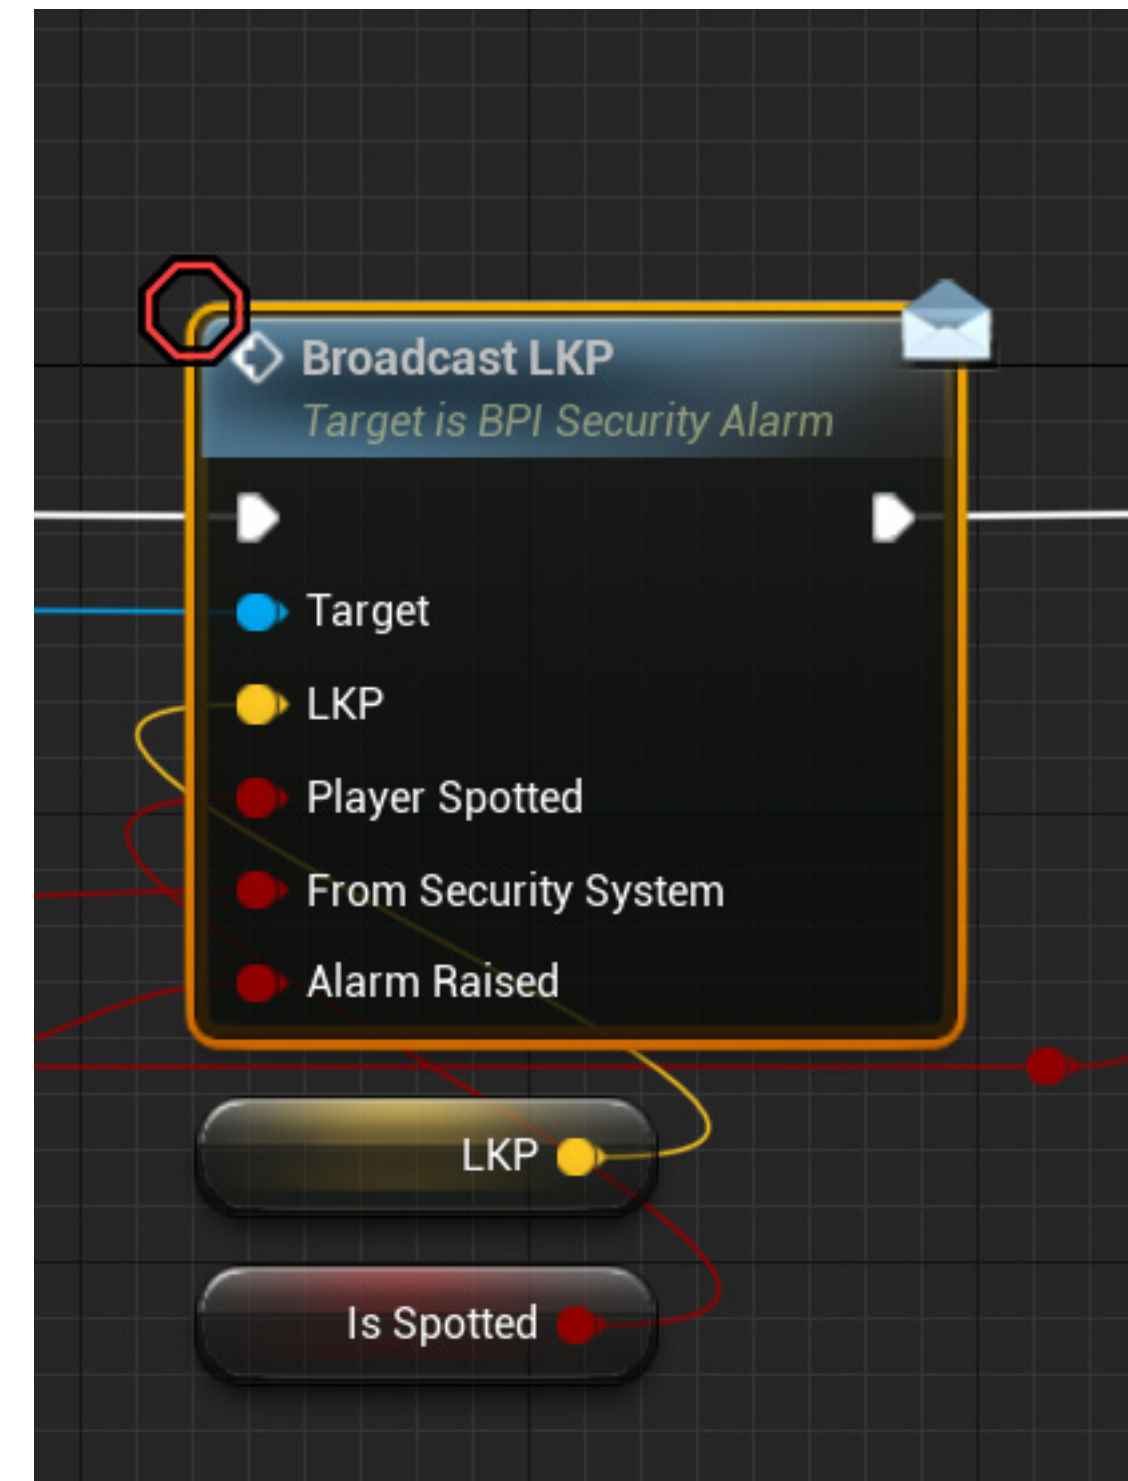 Broadcast LKP
Target is BPI Security Alarm
Target
LKP
Player Spotted
From Security System
Alarm Raised
LKP
Is Spotted